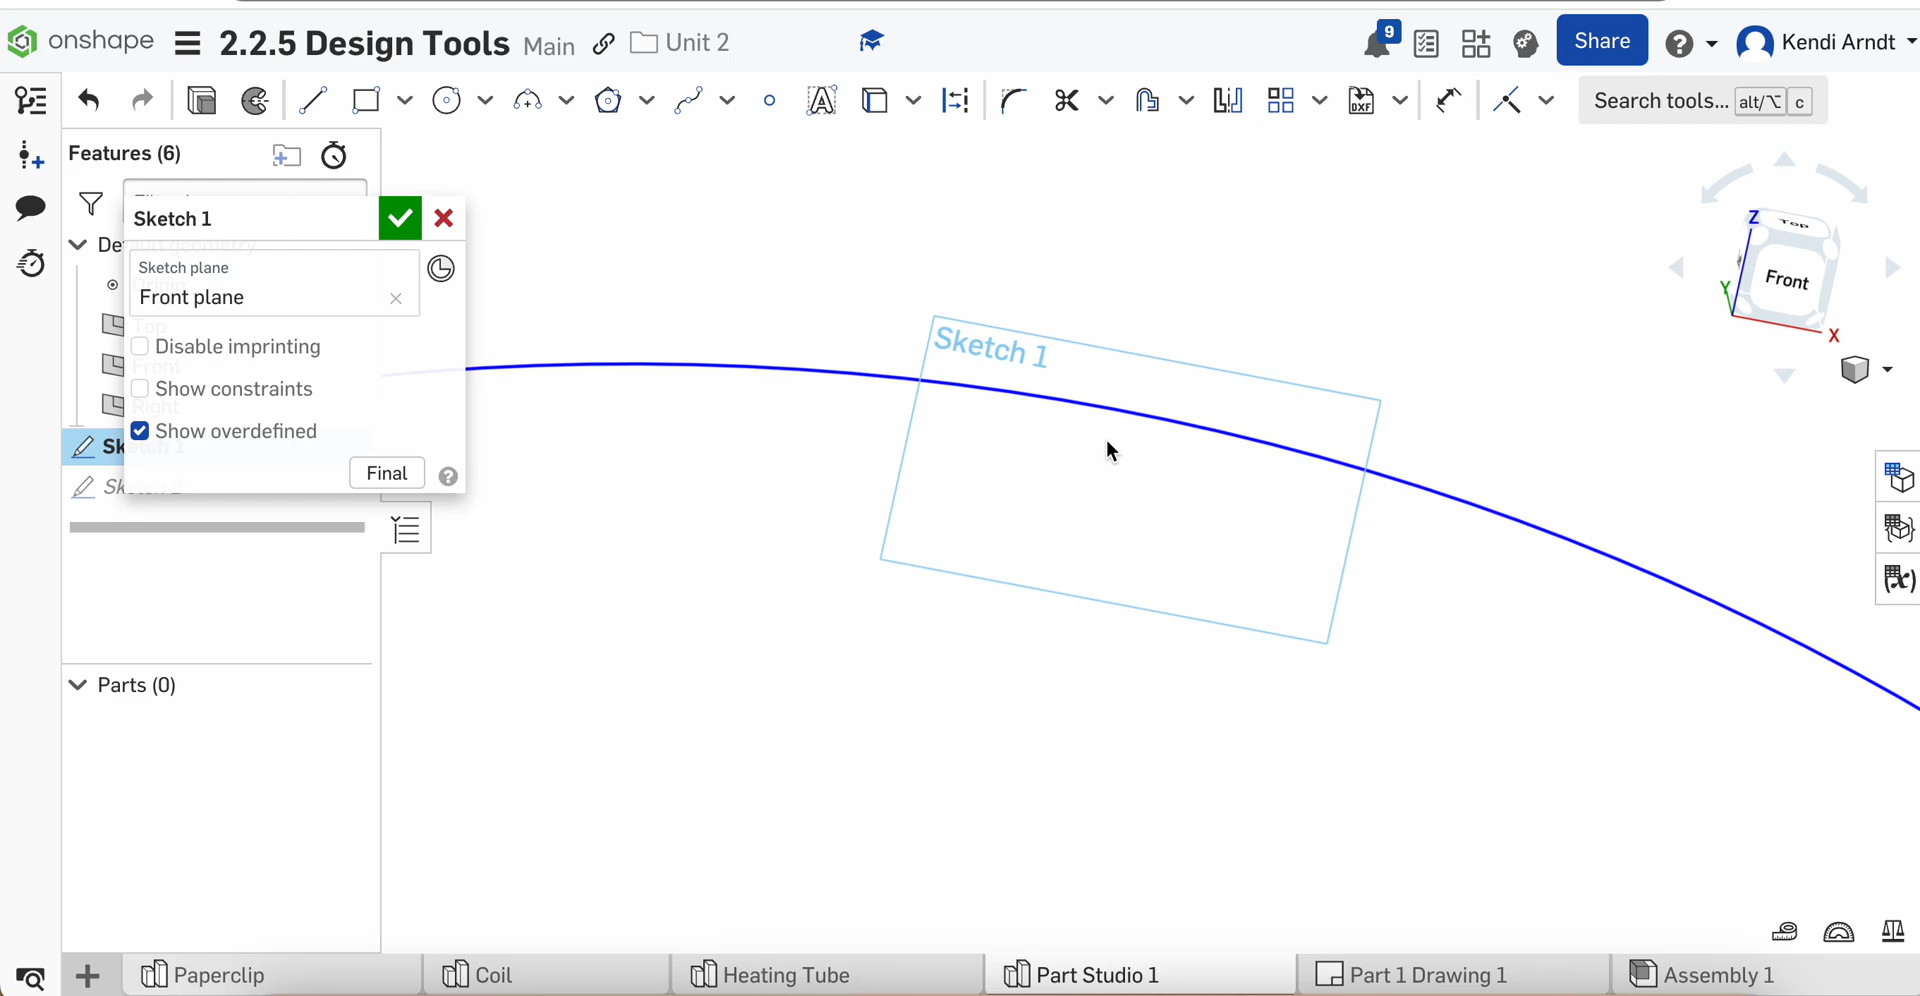 onshape 2.2.5 Design Tools Main Unit 2 9 Share Kendi Arndt
Search tools... alt/⌥ c
Features (6)
Sketch 1
Sketch plane
Front plane
Disable imprinting
Show constraints
Show overdefined
Final
Parts (0)
Sketch 1
Top
Front
Z
Y
X
Paperclip Coil Heating Tube Part Studio 1 Part 1 Drawing 1 Assembly 1